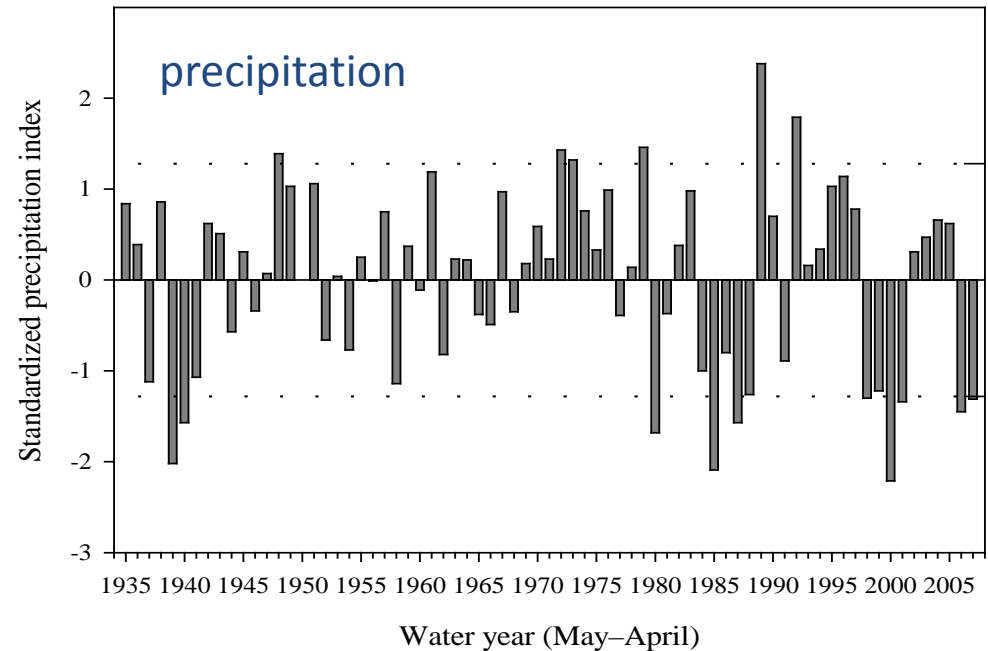 precipitation
Standardized precipitation index
2
1
0
-1
-2
-3
1935 1940 1945 1950 1955 1960 1965 1970 1975 1980 1985 1990 1995 2000 2005
Water year (May–April)